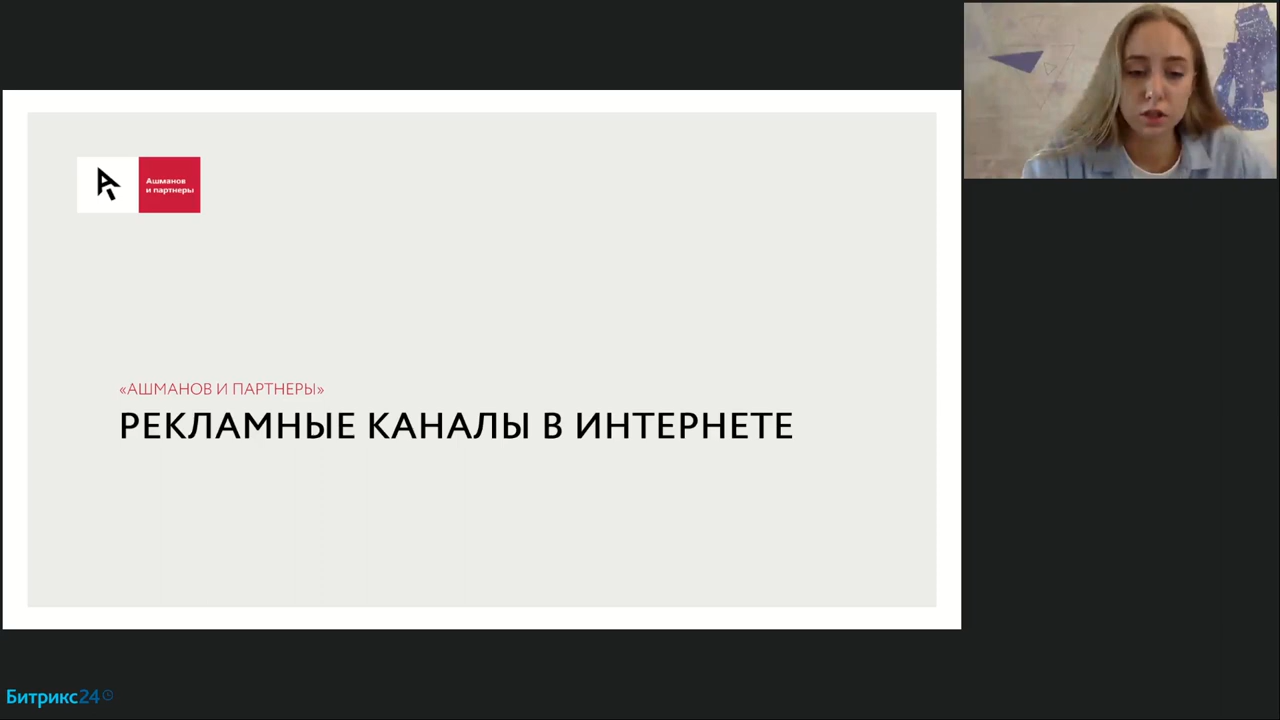 Ашманов
и партнеры
«АШМАНОВ И ПАРТНЕРЫ»
РЕКЛАМНЫЕ КАНАЛЫ В ИНТЕРНЕТЕ
Битрикс24